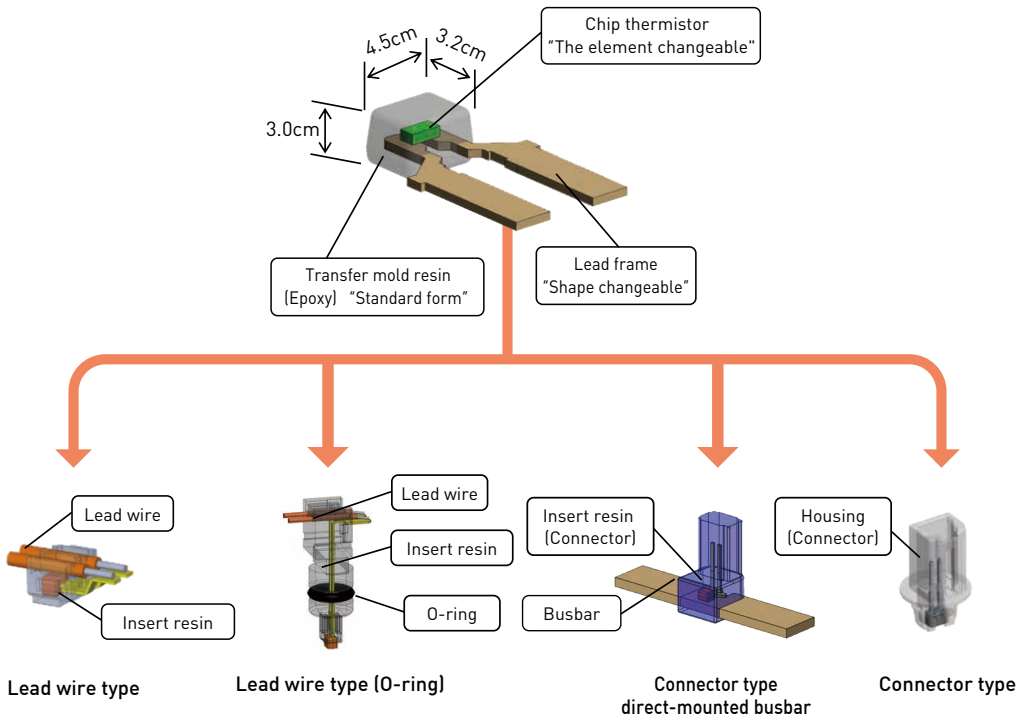 Chip thermistor
"The element changeable"
4.5cm
3.2cm
3.0cm
Transfer mold resin
(Epoxy) "Standard form"
Lead frame
"Shape changeable"
Lead wire
Insert resin
Lead wire type
Lead wire
Insert resin
O-ring
Lead wire type (O-ring)
Insert resin
(Connector)
Busbar
Connector type
direct-mounted busbar
Housing
(Connector)
Connector type